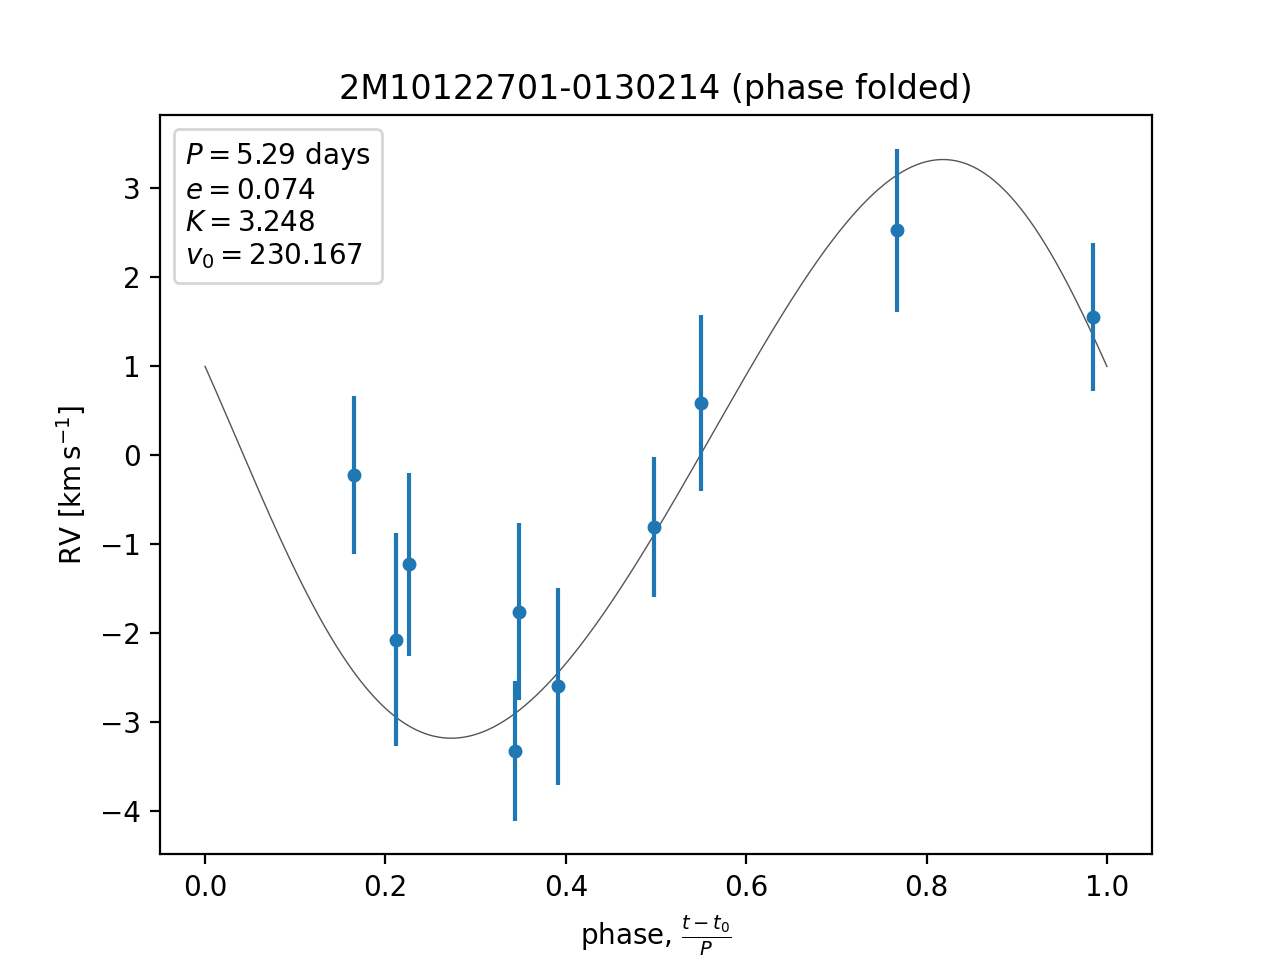 2M10122701-0130214 (phase folded)
P = 5.29 days
e = 0.074
K = 3.248
v₀ = 230.167
3
2
1
0
−1
−2
−3
−4
RV [km s⁻¹]
0.0 0.2 0.4 0.6 0.8 1.0
phase, (t − t₀)/P